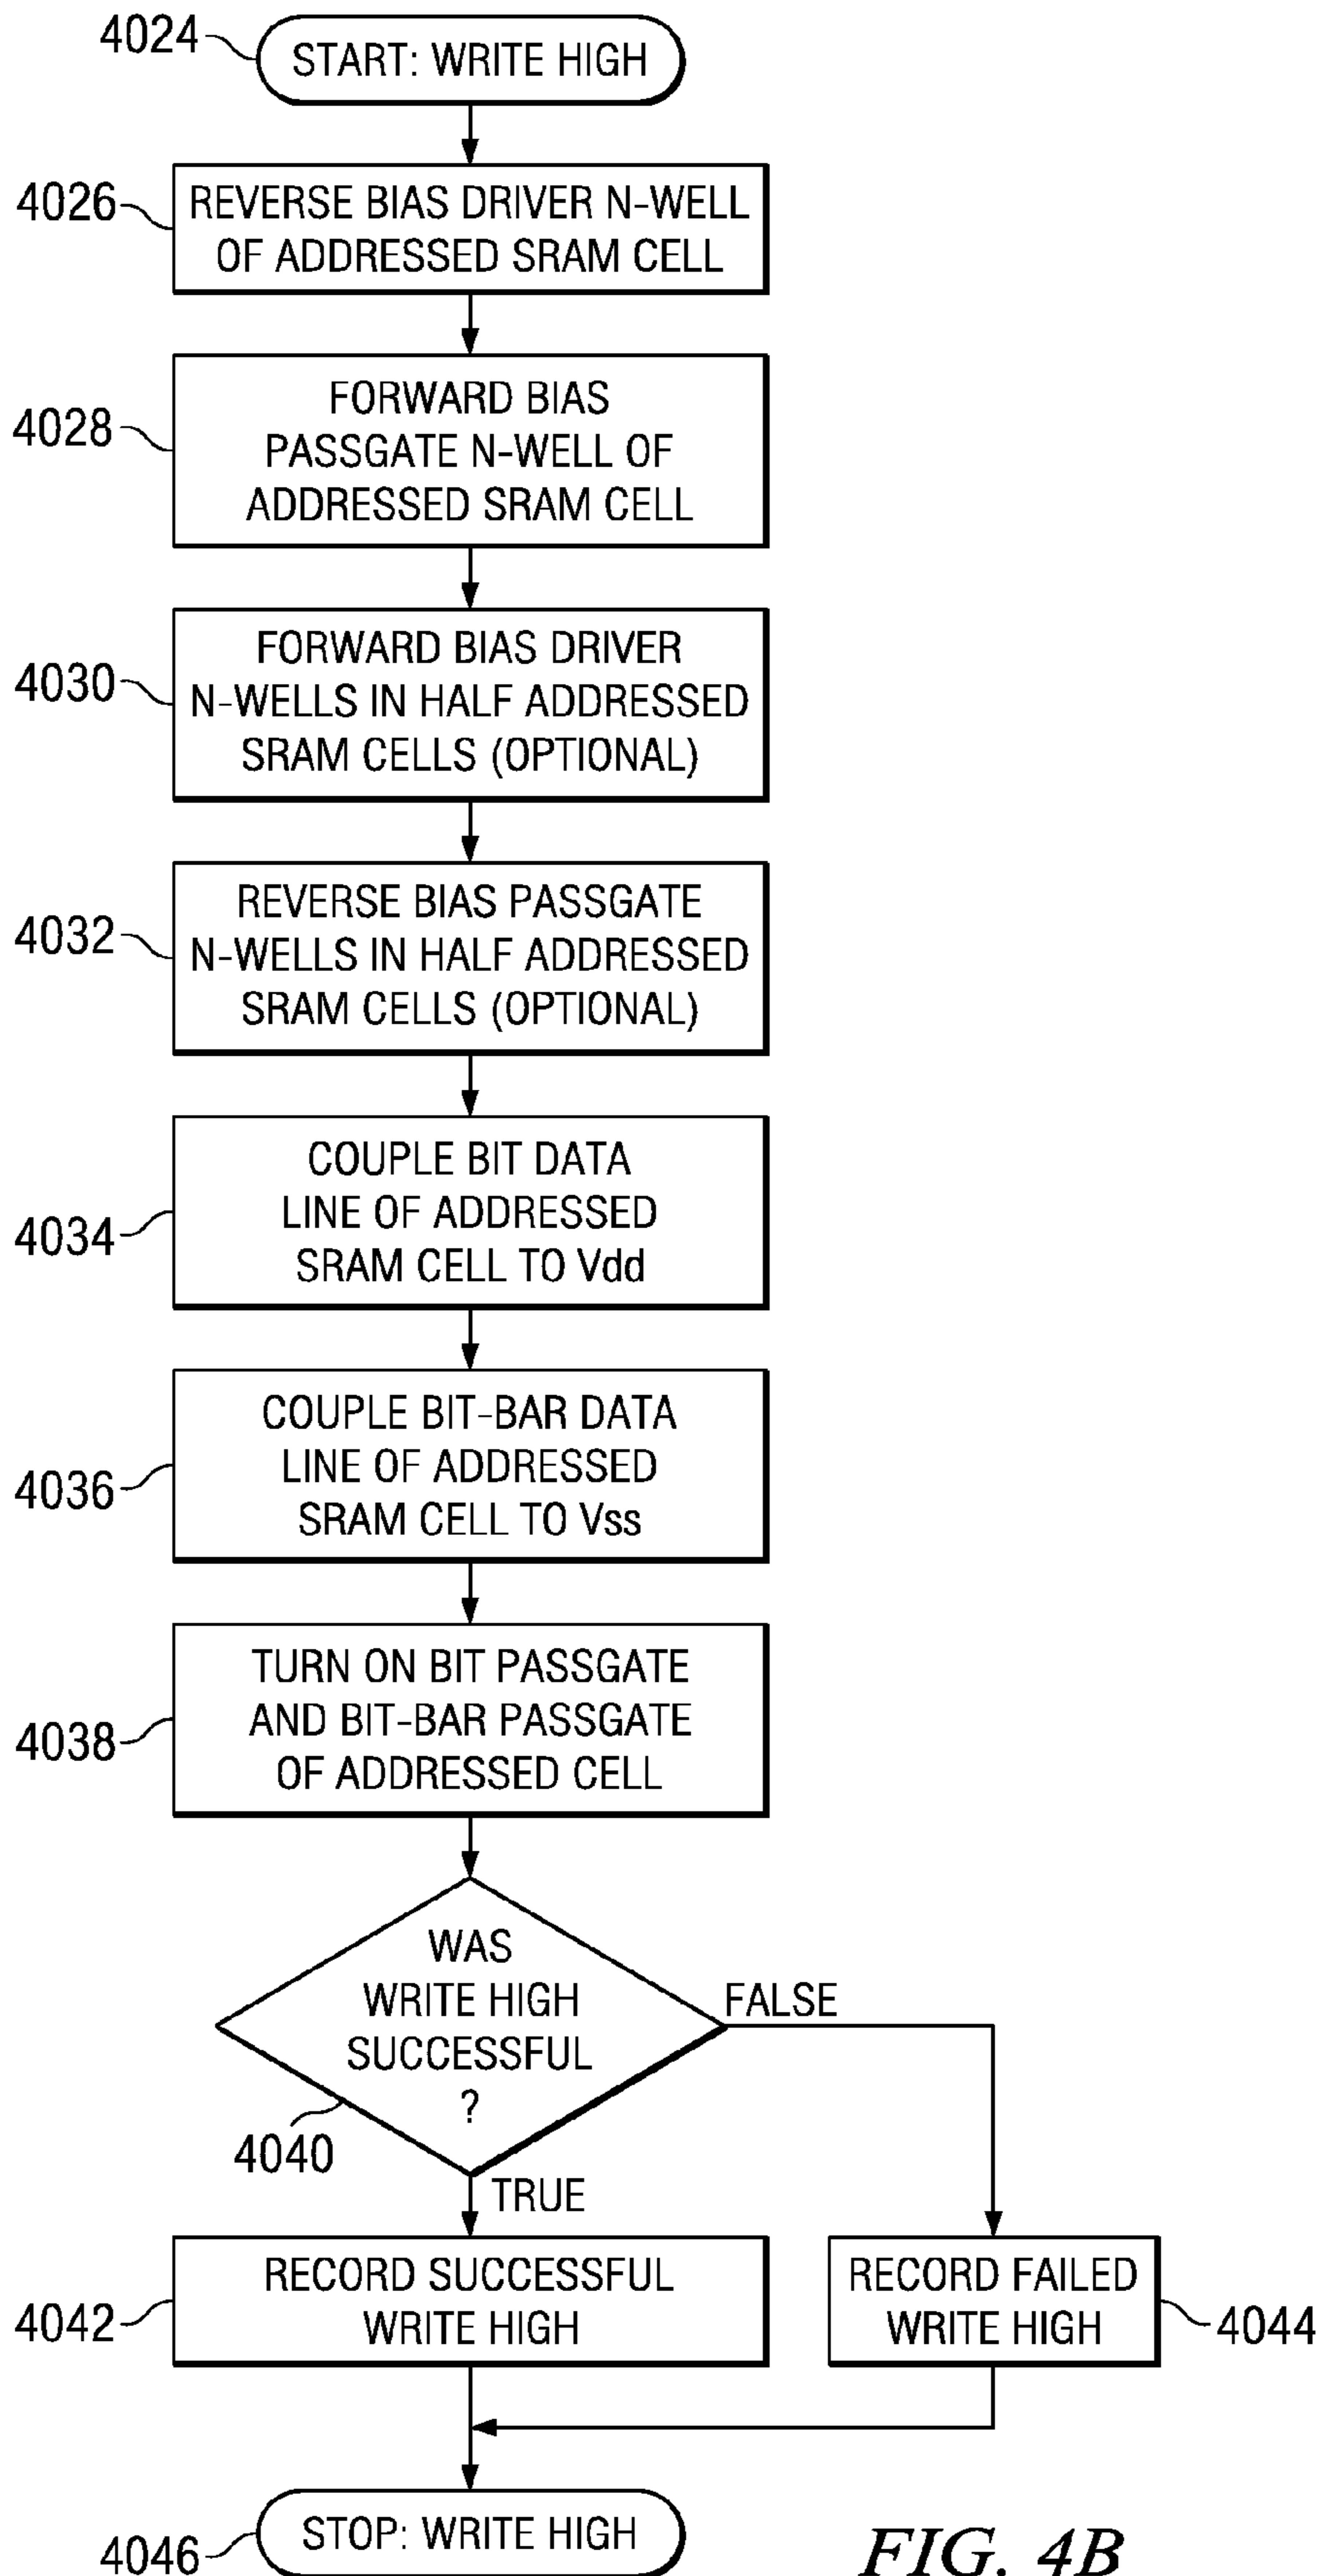 4024
START: WRITE HIGH
4026
REVERSE BIAS DRIVER N-WELL
OF ADDRESSED SRAM CELL
4028
FORWARD BIAS
PASSGATE N-WELL OF
ADDRESSED SRAM CELL
4030
FORWARD BIAS DRIVER
N-WELLS IN HALF ADDRESSED
SRAM CELLS (OPTIONAL)
4032
REVERSE BIAS PASSGATE
N-WELLS IN HALF ADDRESSED
SRAM CELLS (OPTIONAL)
4034
COUPLE BIT DATA
LINE OF ADDRESSED
SRAM CELL TO Vdd
4036
COUPLE BIT-BAR DATA
LINE OF ADDRESSED
SRAM CELL TO Vss
4038
TURN ON BIT PASSGATE
AND BIT-BAR PASSGATE
OF ADDRESSED CELL
WAS
WRITE HIGH
SUCCESSFUL
?
FALSE
4040
TRUE
4042
RECORD SUCCESSFUL
WRITE HIGH
RECORD FAILED
WRITE HIGH
4044
4046
STOP: WRITE HIGH
FIG. 4B